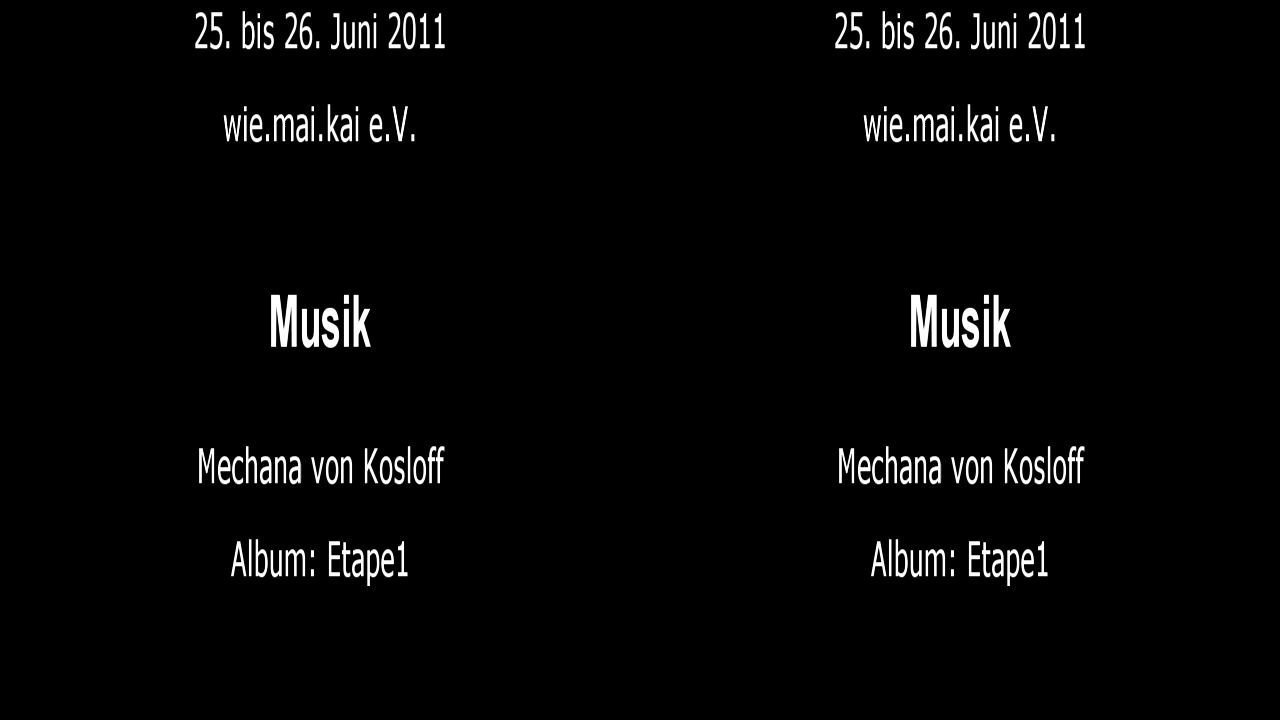 25. bis 26. Juni 2011
wie.mai.kai e.V.
Musik
Mechana von Kosloff
Album: Etape1
25. bis 26. Juni 2011
wie.mai.kai e.V.
Musik
Mechana von Kosloff
Album: Etape1